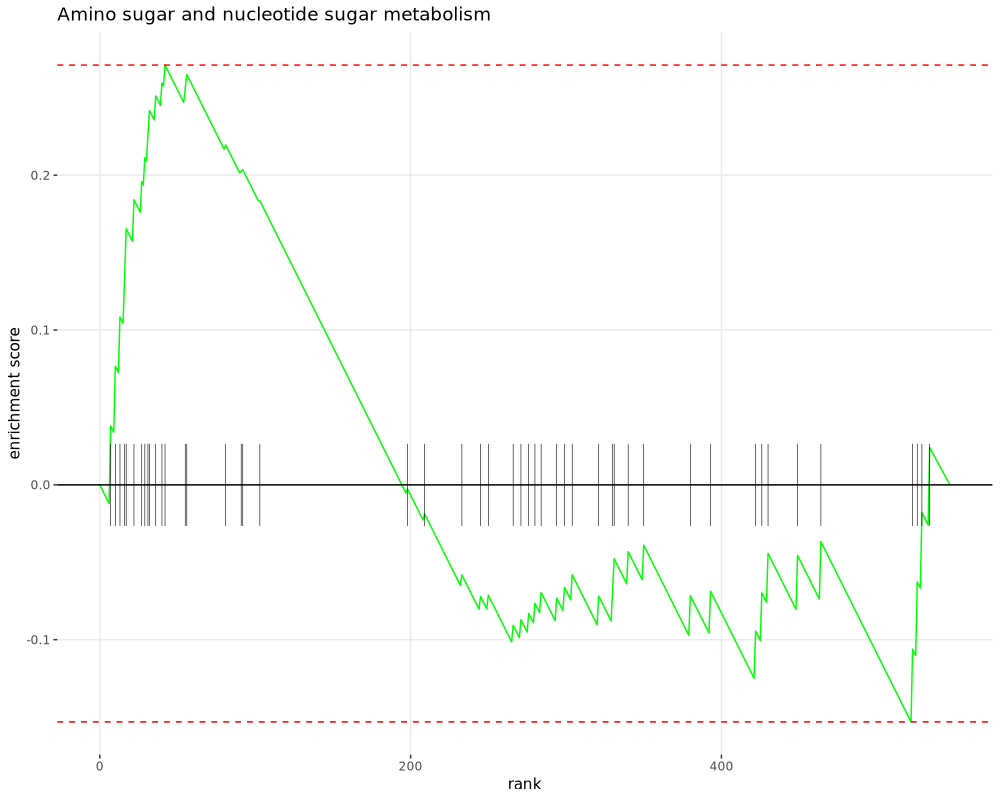 Amino sugar and nucleotide sugar metabolism
enrichment score
0.2
0.1
0.0
-0.1
0
200
400
rank